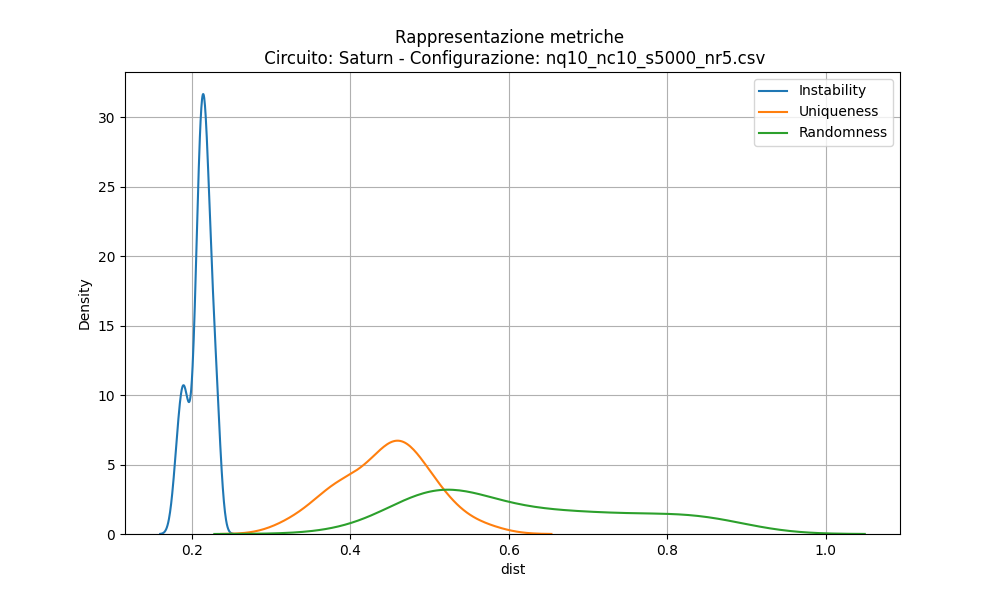 Rappresentazione metriche
Circuito: Saturn - Configurazione: nq10_nc10_s5000_nr5.csv
Instability
Uniqueness
Randomness
30
25
20
15
10
5
0
Density
0.2
0.4
0.6
0.8
1.0
dist